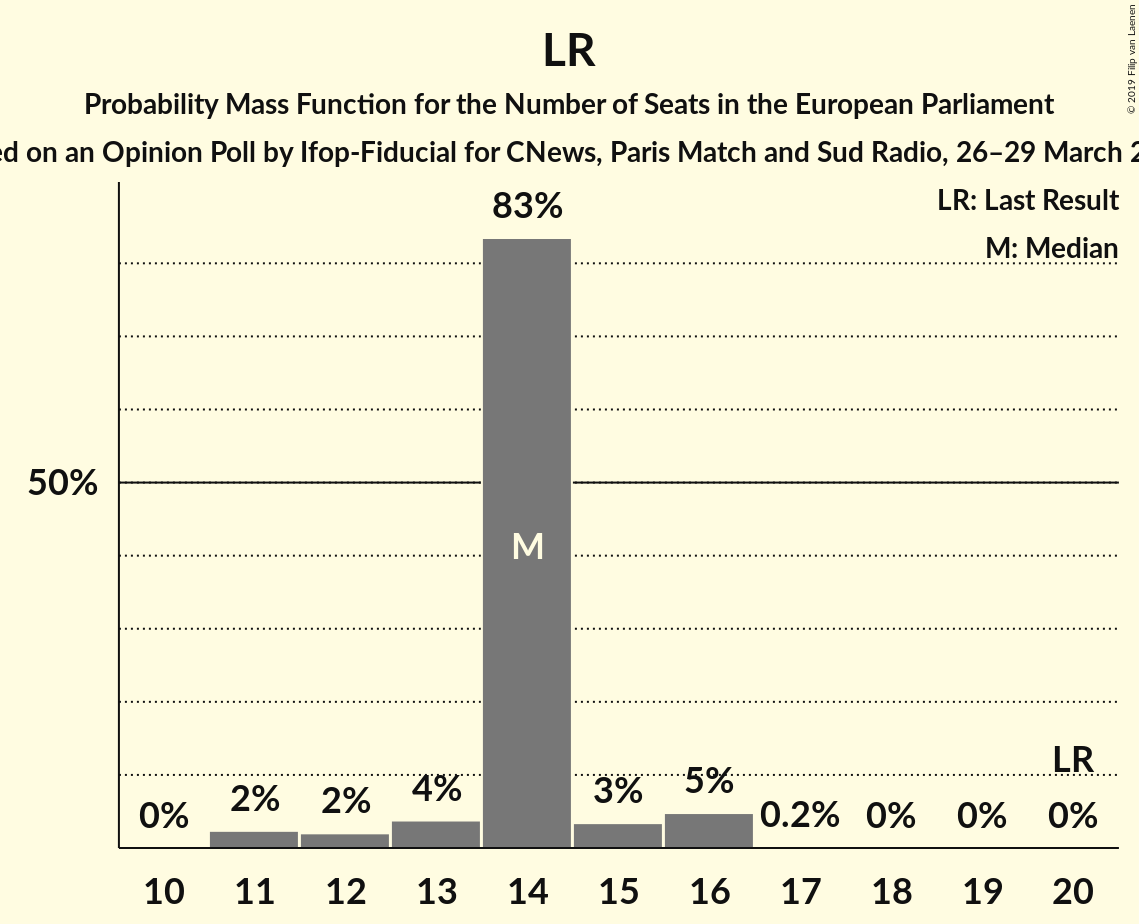 LR
Probability Mass Function for the Number of Seats in the European Parliament
on an Opinion Poll by Ifop-Fiducial for CNews, Paris Match and Sud Radio, 26–29 March
© 2019 Filip van Laenen
LR: Last Result
M: Median
83%
50%
M
LR
0%
2%
2%
4%
3%
5%
0.2%
0%
0%
0%
10
11
12
13
14
15
16
17
18
19
20